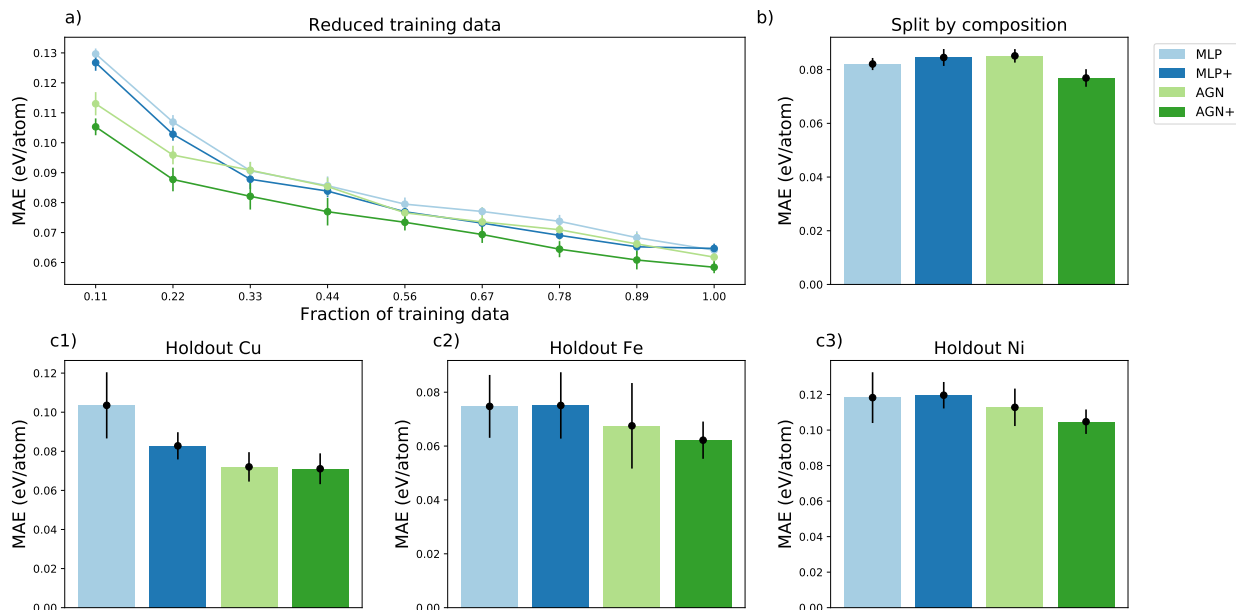 a)
Reduced training data
MAE (eV/atom)
0.13
0.12
0.11
0.10
0.09
0.08
0.07
0.06
0.11 0.22 0.33 0.44 0.56 0.67 0.78 0.89 1.00
Fraction of training data
b)
Split by composition
MAE (eV/atom)
0.08
0.06
0.04
0.02
0.00
MLP
MLP+
AGN
AGN+
c1)
Holdout Cu
MAE (eV/atom)
0.12
0.10
0.08
0.06
0.04
0.02
0.00
c2)
Holdout Fe
MAE (eV/atom)
0.08
0.06
0.04
0.02
0.00
c3)
Holdout Ni
MAE (eV/atom)
0.12
0.10
0.08
0.06
0.04
0.02
0.00